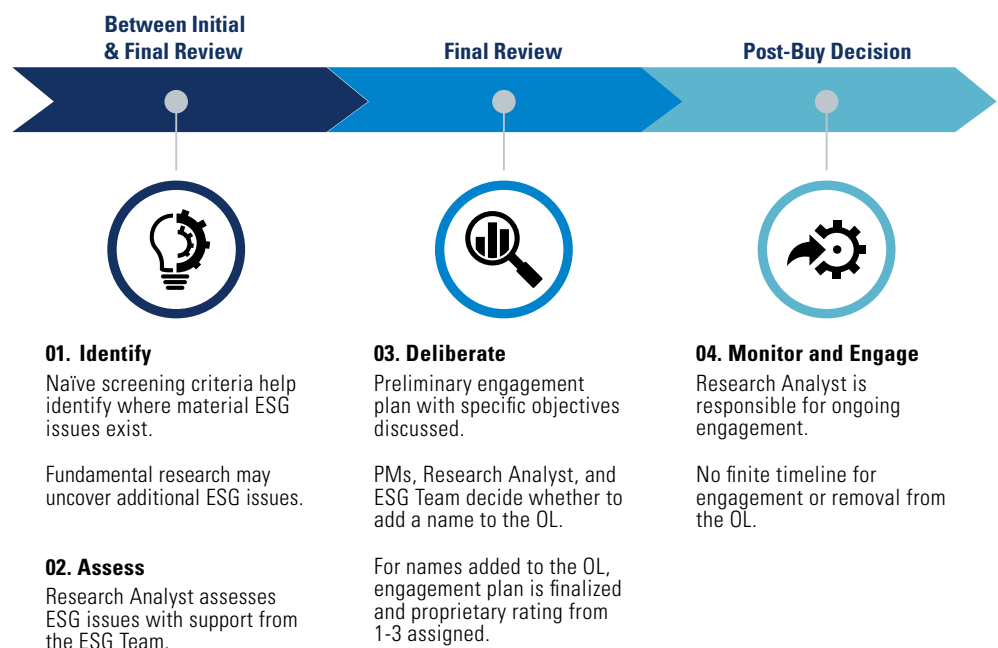 Between Initial
& Final Review
Final Review
Post-Buy Decision
01. Identify
Naïve screening criteria help
identify where material ESG
issues exist.
Fundamental research may
uncover additional ESG issues.
02. Assess
Research Analyst assesses
ESG issues with support from
the ESG Team.
03. Deliberate
Preliminary engagement
plan with specific objectives
discussed.
PMs, Research Analyst, and
ESG Team decide whether to
add a name to the OL.
For names added to the OL,
engagement plan is finalized
and proprietary rating from
1-3 assigned.
04. Monitor and Engage
Research Analyst is
responsible for ongoing
engagement.
No finite timeline for
engagement or removal from
the OL.